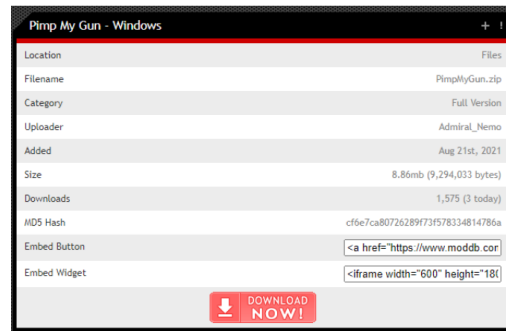 Pimp My Gun - Windows + !
Location Files
Filename PimpMyGun.zip
Category Full Version
Uploader Admiral_Nemo
Added Aug 21st, 2021
Size 8.86mb (9,294,033 bytes)
Downloads 1,575 (3 today)
MD5 Hash cf6e7ca80726289f73f578334814786a
Embed Button <a href="https://www.moddb.com
Embed Widget <iframe width="600" height="180
DOWNLOAD
NOW!